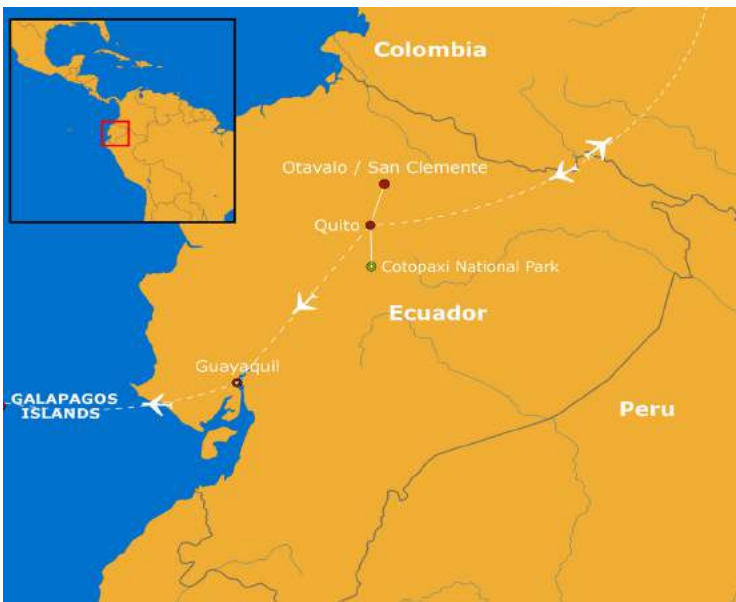 Colombia
Otavalo / San Clemente
Quito
Cotopaxi National Park
Ecuador
Guayaquil
GALAPAGOS
ISLANDS
Peru